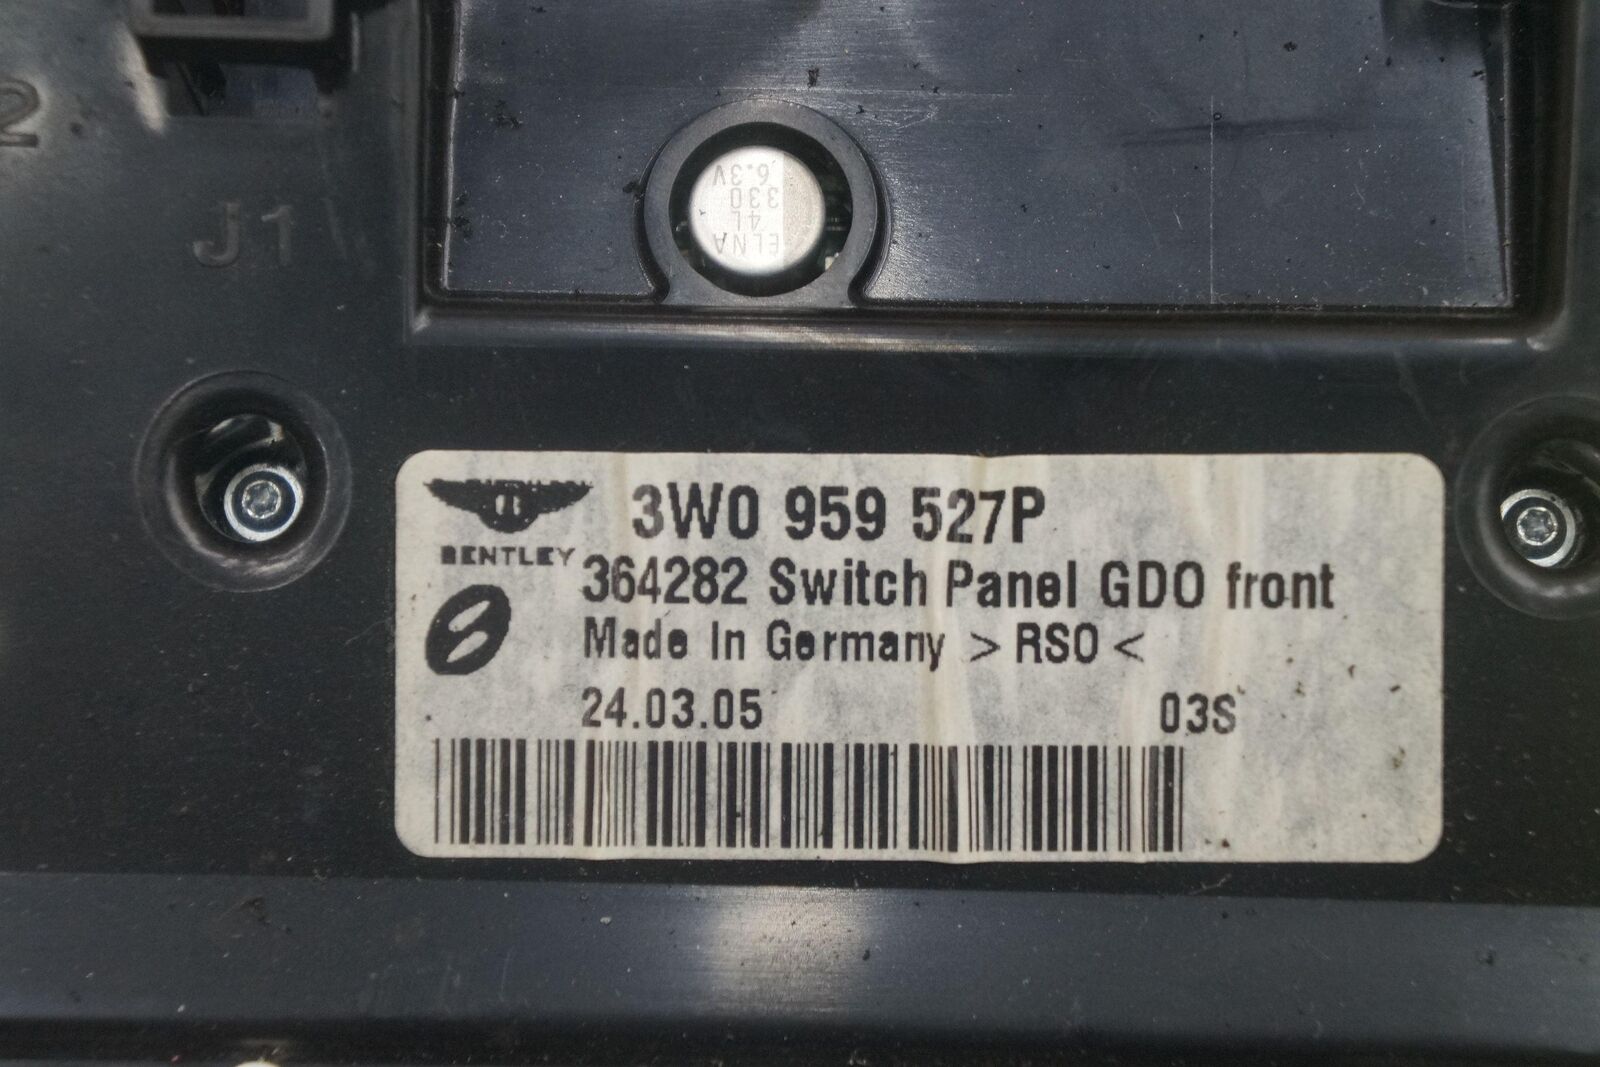 2
J1
ELNA
4L
330
6.3V
BENTLEY
3W0 959 527P
364282 Switch Panel GDO front
Made In Germany >RSO<
24.03.05 03S